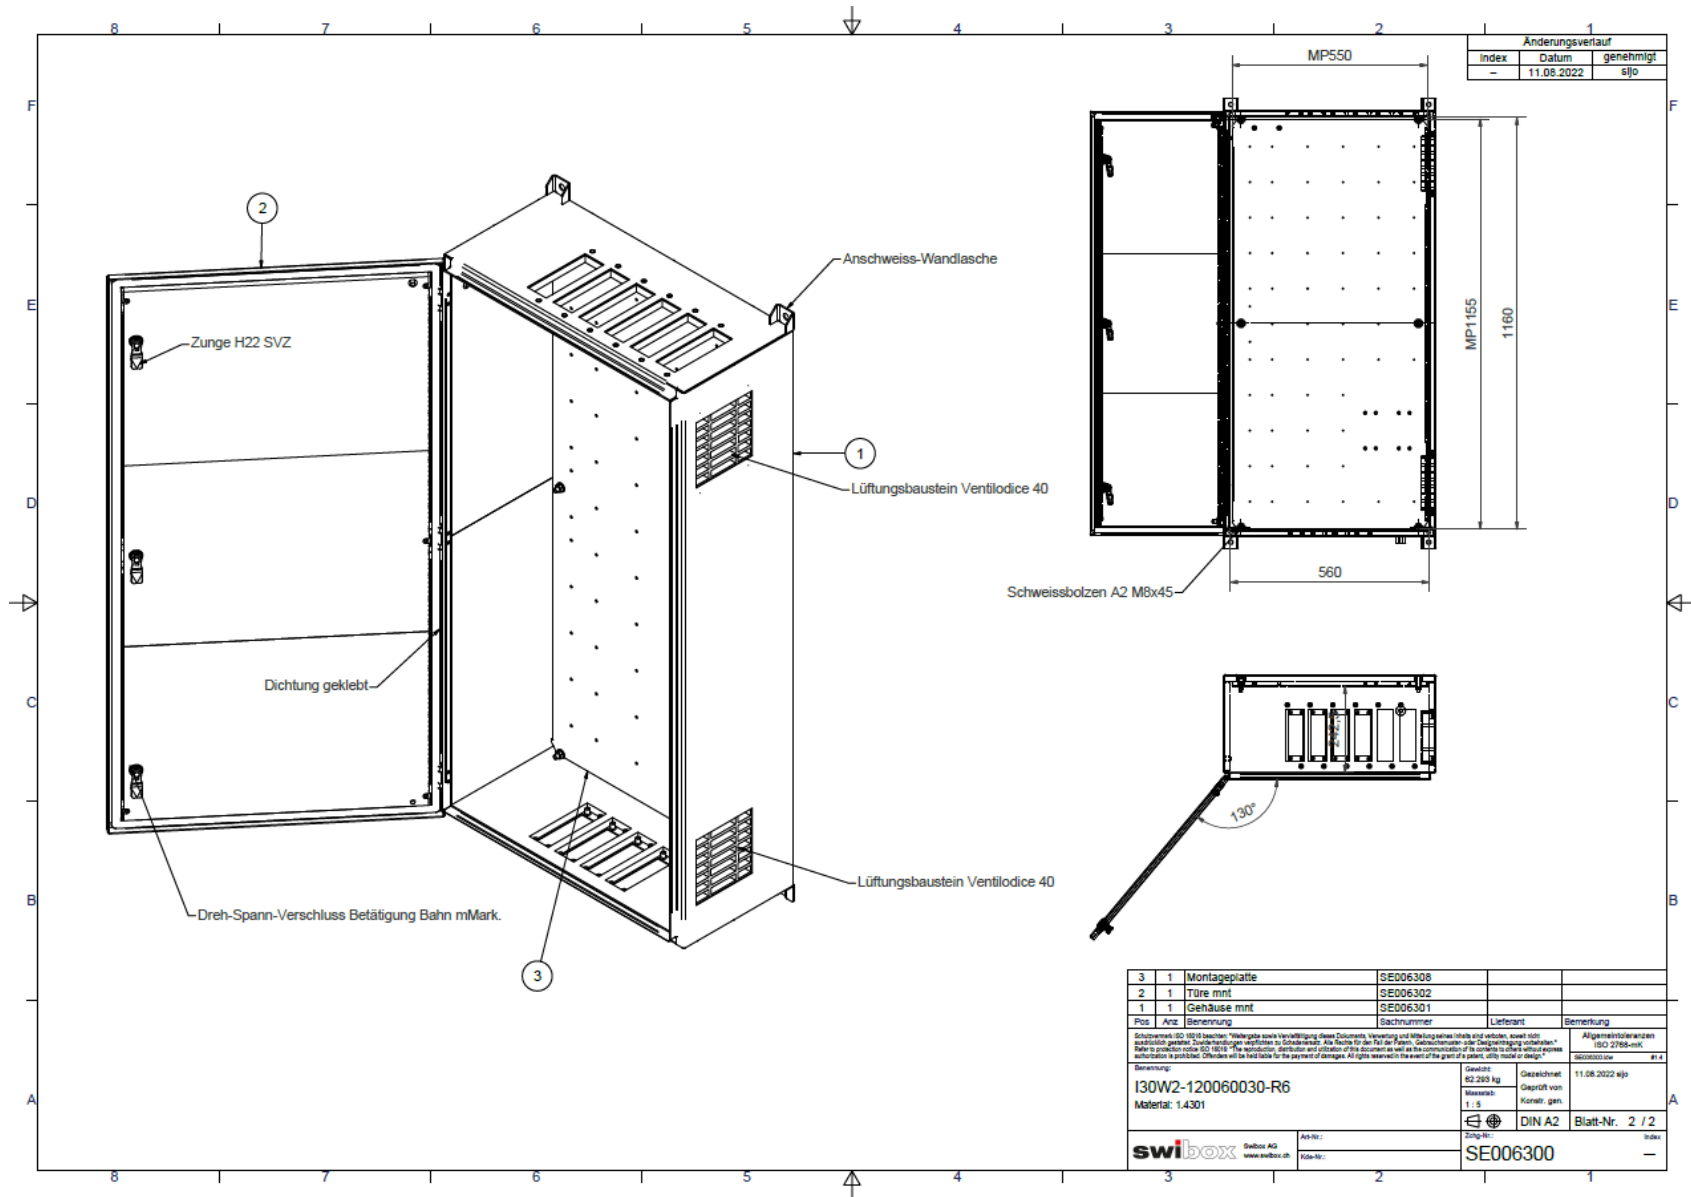 8 7 6 5 4 3 2 1
Änderungsverlauf
Index Datum genehmigt
– 11.08.2022 sijo
MP550
F F
2
Anschweiss-Wandlasche
E E
Zunge H22 SVZ
MP1155
1160
1
Lüftungsbaustein Ventilodice 40
D D
560
Schweissbolzen A2 M8x45
Dichtung geklebt
C C
130°
Lüftungsbaustein Ventilodice 40
B B
Dreh-Spann-Verschluss Betätigung Bahn mMark.
3
3 1 Montageplatte SE006308
2 1 Türe mnt SE006302
1 1 Gehäuse mnt SE006301
Pos Anz Benennung Sachnummer Lieferant Bemerkung
Allgemeintoleranzen
ISO 2768-mK
Benennung:
I30W2-120060030-R6
Material: 1.4301
Gewicht:
62.293 kg
Massstab:
1 : 5
Gezeichnet 11.08.2022 sijo
Geprüft von
Konstr. gen.
A A
DIN A2 Blatt-Nr. 2 / 2
swibox Swibox AG
www.swibox.ch
Art-Nr.:
Kde-Nr.:
Zchg-Nr.: Index
SE006300 –
8 7 6 5 4 3 2 1